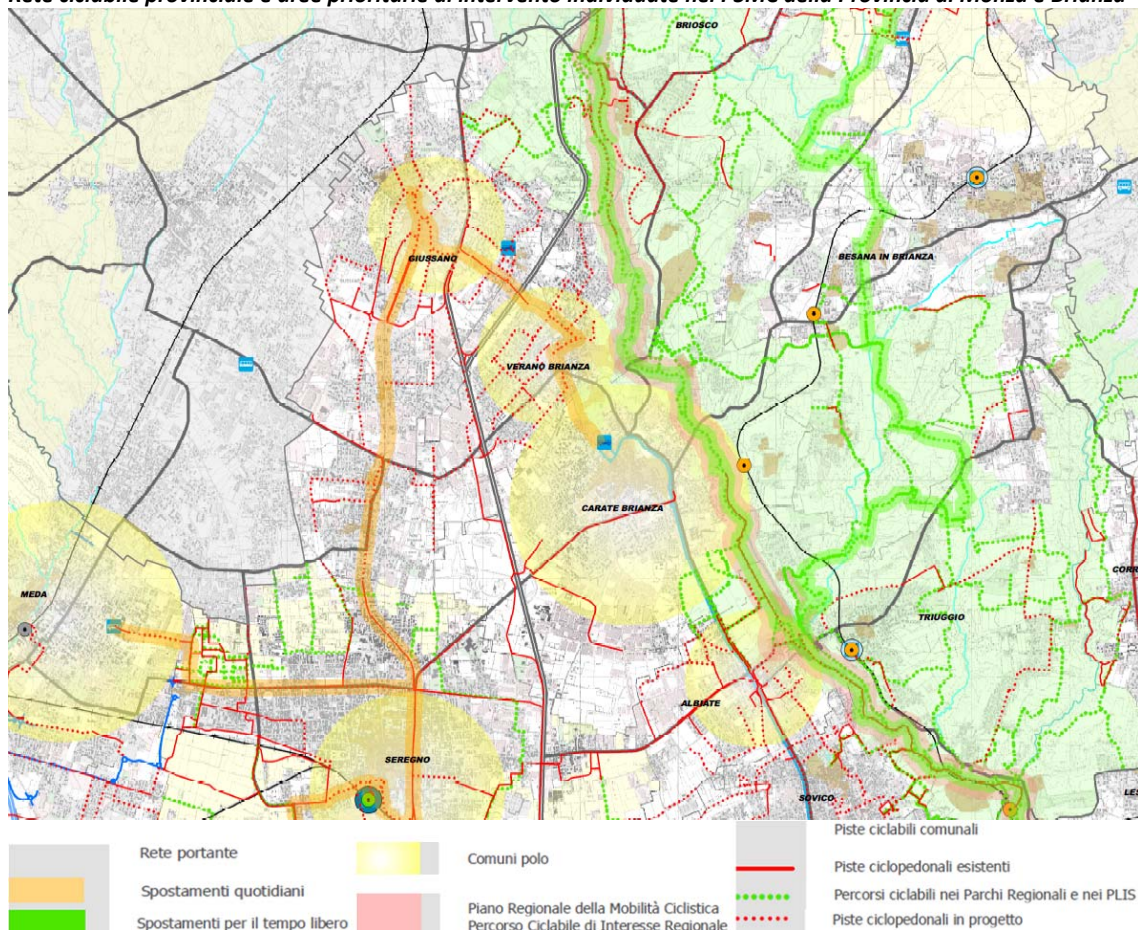 Rete ciclabile provinciale e aree prioritarie di intervento individuate nel PSMC della Provincia di Monza e Brianza
BRIOSCO
GIUSSANO
BESANA IN BRIANZA
VERANO BRIANZA
CARATE BRIANZA
MEDA
CORR
TRIUGGIO
ALBIATE
SEREGNO
SOVICO
LES
Rete portante
Spostamenti quotidiani
Spostamenti per il tempo libero
Comuni polo
Piano Regionale della Mobilità Ciclistica
Percorso Ciclabile di Interesse Regionale
Piste ciclabili comunali
Piste ciclopedonali esistenti
Percorsi ciclabili nei Parchi Regionali e nei PLIS
Piste ciclopedonali in progetto